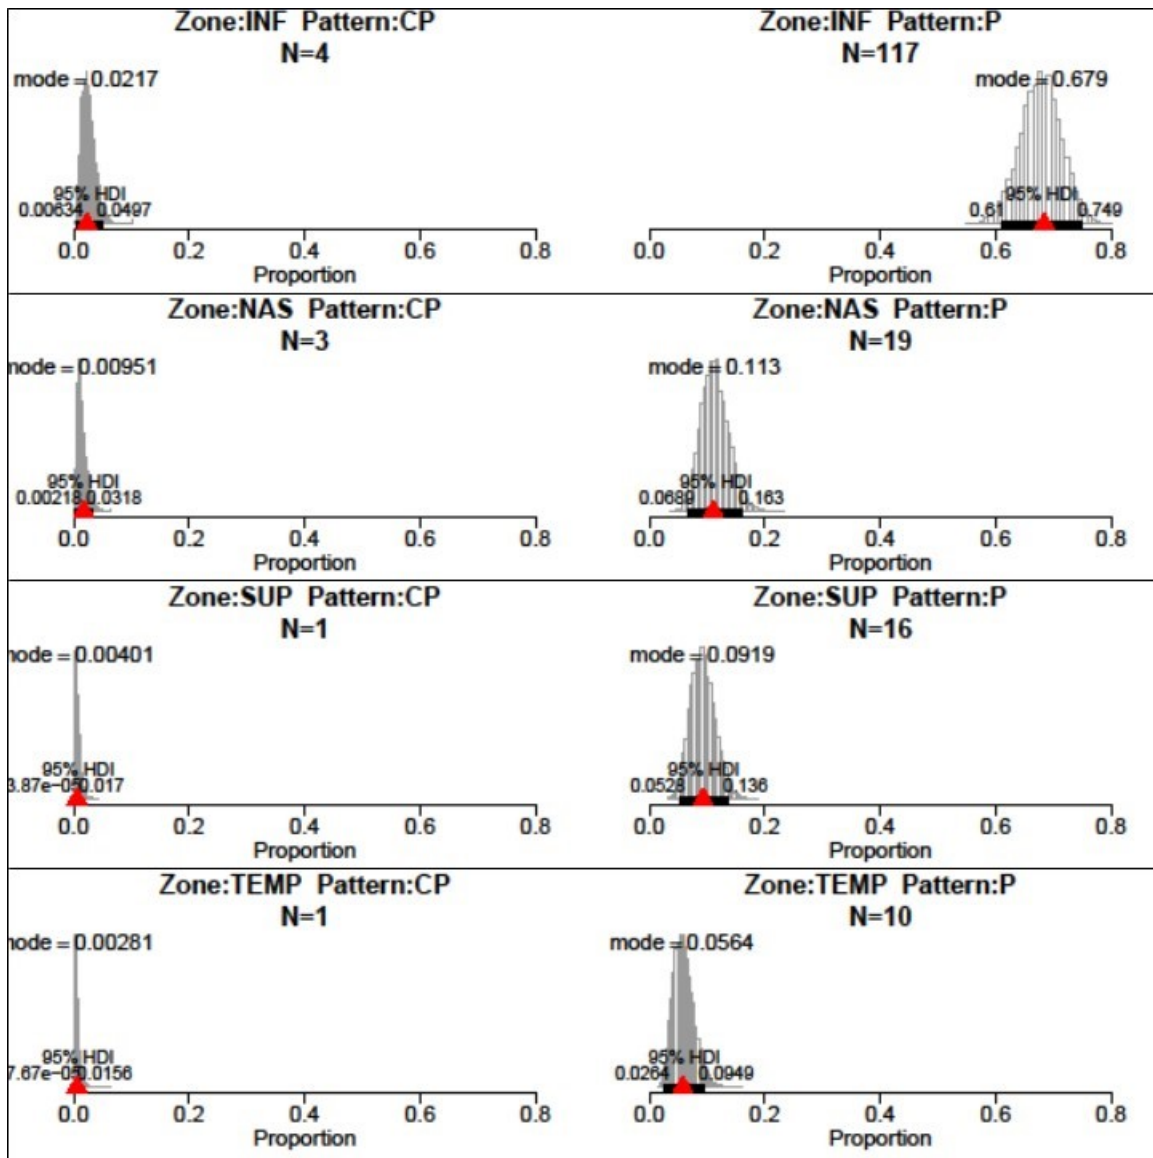 Zone:INF Pattern:CP
N=4
mode = 0.0217
95% HDI
0.00634 0.0497
0.0 0.2 0.4 0.6 0.8
Proportion
Zone:INF Pattern:P
N=117
mode = 0.679
95% HDI
0.61 0.749
0.0 0.2 0.4 0.6 0.8
Proportion
Zone:NAS Pattern:CP
N=3
mode = 0.00951
95% HDI
0.00218 0.0318
0.0 0.2 0.4 0.6 0.8
Proportion
Zone:NAS Pattern:P
N=19
mode = 0.113
95% HDI
0.0689 0.163
0.0 0.2 0.4 0.6 0.8
Proportion
Zone:SUP Pattern:CP
N=1
mode = 0.00401
95% HDI
3.87e-05 0.017
0.0 0.2 0.4 0.6 0.8
Proportion
Zone:SUP Pattern:P
N=16
mode = 0.0919
95% HDI
0.0528 0.136
0.0 0.2 0.4 0.6 0.8
Proportion
Zone:TEMP Pattern:CP
N=1
mode = 0.00281
95% HDI
7.67e-05 0.0156
0.0 0.2 0.4 0.6 0.8
Proportion
Zone:TEMP Pattern:P
N=10
mode = 0.0564
95% HDI
0.0264 0.0949
0.0 0.2 0.4 0.6 0.8
Proportion